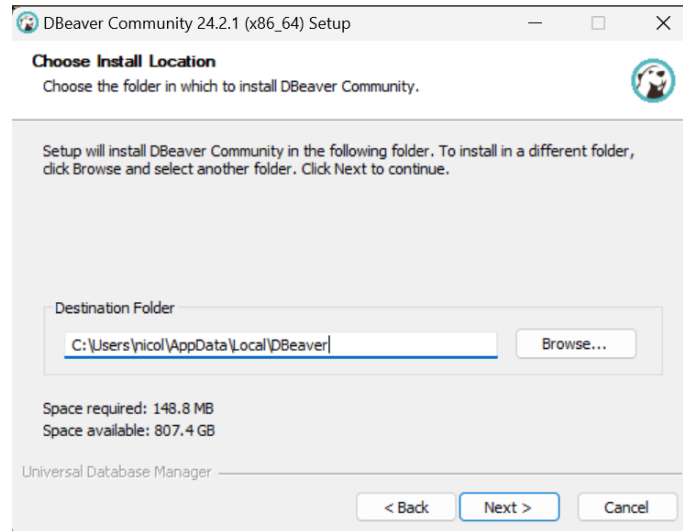 DBeaver Community 24.2.1 (x86_64) Setup
Choose Install Location
Choose the folder in which to install DBeaver Community.
Setup will install DBeaver Community in the following folder. To install in a different folder,
click Browse and select another folder. Click Next to continue.
Destination Folder
C:\Users\nicol\AppData\Local\DBeaver
Browse...
Space required: 148.8 MB
Space available: 807.4 GB
Universal Database Manager
< Back
Next >
Cancel